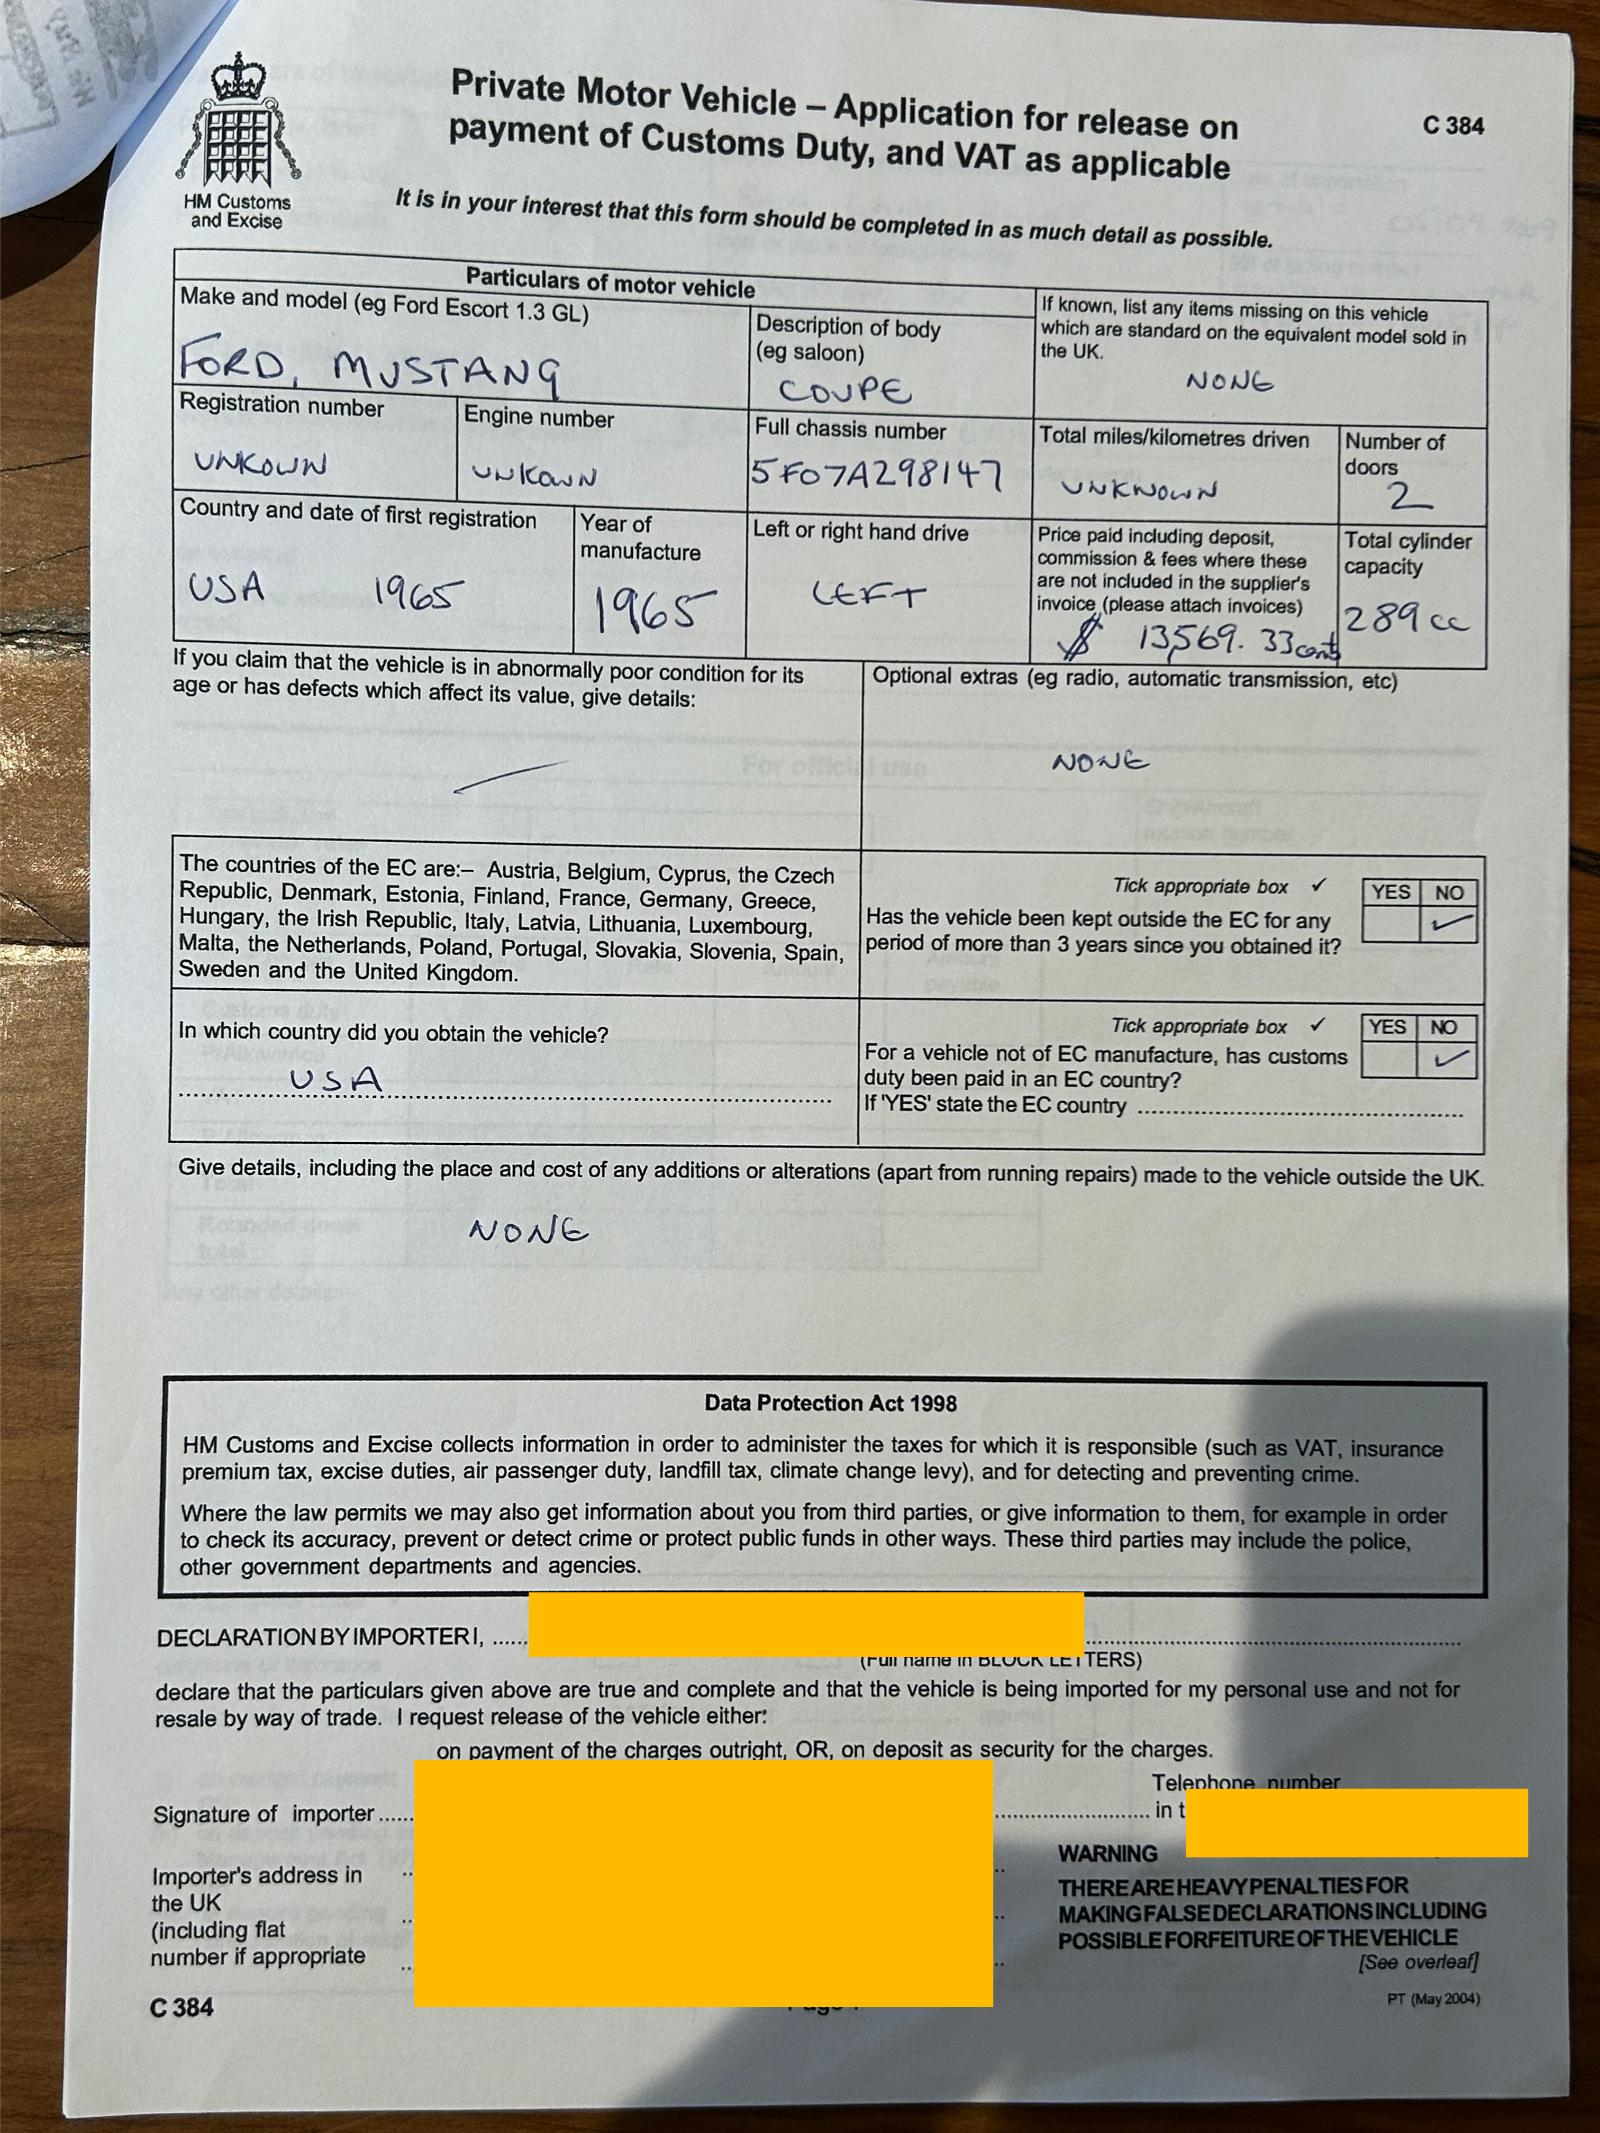 Private Motor Vehicle – Application for release on
payment of Customs Duty, and VAT as applicable
C 384
HM Customs
and Excise
It is in your interest that this form should be completed in as much detail as possible.
Particulars of motor vehicle
Make and model (eg Ford Escort 1.3 GL)
FORD, MUSTANG
Description of body
(eg saloon)
COUPE
If known, list any items missing on this vehicle
which are standard on the equivalent model sold in
the UK.
NONE
Registration number
UNKOWN
Engine number
UNKOWN
Full chassis number
5F07A298147
Total miles/kilometres driven
UNKNOWN
Number of
doors
2
Country and date of first registration
USA 1965
Year of
manufacture
1965
Left or right hand drive
LEFT
Price paid including deposit,
commission & fees where these
are not included in the supplier's
invoice (please attach invoices)
$ 13,569.33cents
Total cylinder
capacity
289cc
If you claim that the vehicle is in abnormally poor condition for its
age or has defects which affect its value, give details:
Optional extras (eg radio, automatic transmission, etc)
NONE
For official use
The countries of the EC are:– Austria, Belgium, Cyprus, the Czech
Republic, Denmark, Estonia, Finland, France, Germany, Greece,
Hungary, the Irish Republic, Italy, Latvia, Lithuania, Luxembourg,
Malta, the Netherlands, Poland, Portugal, Slovakia, Slovenia, Spain,
Sweden and the United Kingdom.
Tick appropriate box ✓
YES NO
Has the vehicle been kept outside the EC for any
period of more than 3 years since you obtained it?
✓
In which country did you obtain the vehicle?
USA
Tick appropriate box ✓
YES NO
For a vehicle not of EC manufacture, has customs
duty been paid in an EC country?
✓
If 'YES' state the EC country
Give details, including the place and cost of any additions or alterations (apart from running repairs) made to the vehicle outside the UK.
NONE
Data Protection Act 1998
HM Customs and Excise collects information in order to administer the taxes for which it is responsible (such as VAT, insurance
premium tax, excise duties, air passenger duty, landfill tax, climate change levy), and for detecting and preventing crime.
Where the law permits we may also get information about you from third parties, or give information to them, for example in order
to check its accuracy, prevent or detect crime or protect public funds in other ways. These third parties may include the police,
other government departments and agencies.
DECLARATION BY IMPORTER I,
(Full name in BLOCK LETTERS)
declare that the particulars given above are true and complete and that the vehicle is being imported for my personal use and not for
resale by way of trade. I request release of the vehicle either:
on payment of the charges outright, OR, on deposit as security for the charges.
Signature of importer
Telephone number
in
Importer's address in
the UK
(including flat
number if appropriate
WARNING
THERE ARE HEAVY PENALTIES FOR
MAKING FALSE DECLARATIONS INCLUDING
POSSIBLE FORFEITURE OF THE VEHICLE
[See overleaf]
C 384
PT (May 2004)